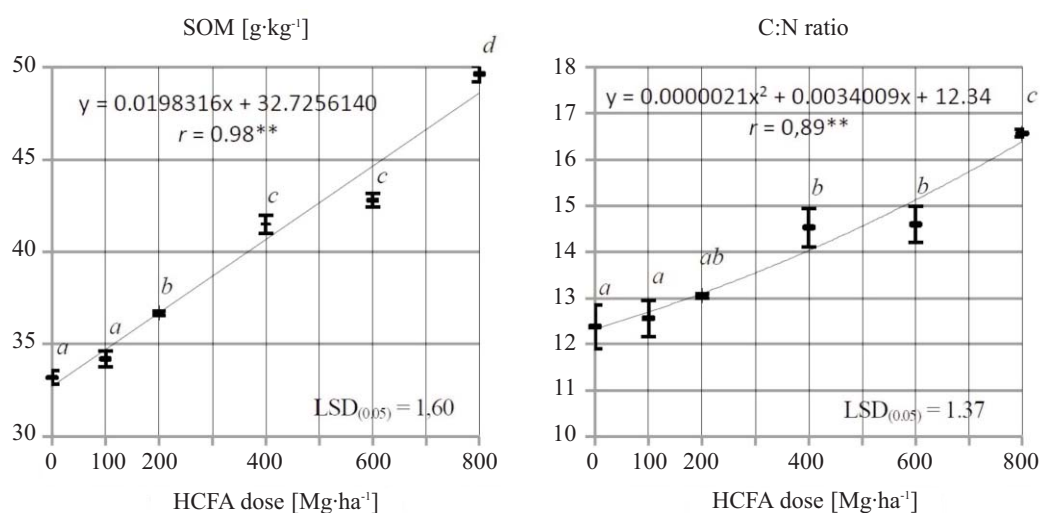 SOM [g·kg⁻¹]
50
45
40
35
30
y = 0.0198316x + 32.7256140
r = 0.98**
a
a
b
c
c
d
LSD(0.05) = 1,60
0 100 200 400 600 800
HCFA dose [Mg·ha⁻¹]
C:N ratio
18
17
16
15
14
13
12
11
10
y = 0.0000021x² + 0.0034009x + 12.34
r = 0,89**
a
a
ab
b
b
c
LSD(0.05) = 1.37
0 100 200 400 600 800
HCFA dose [Mg·ha⁻¹]